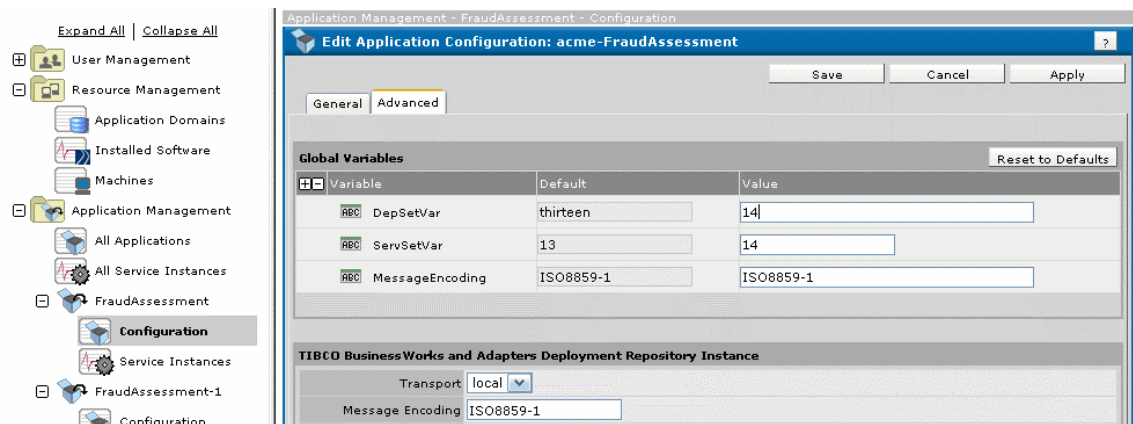 Expand All | Collapse All
User Management
Resource Management
Application Domains
Installed Software
Machines
Application Management
All Applications
All Service Instances
FraudAssessment
Configuration
Service Instances
FraudAssessment-1
Configuration
Application Management - FraudAssessment - Configuration
Edit Application Configuration: acme-FraudAssessment ?
Save Cancel Apply
General Advanced
Global Variables Reset to Defaults
Variable Default Value
ABC DepSetVar thirteen 14
ABC ServSetVar 13 14
ABC MessageEncoding ISO8859-1 ISO8859-1
TIBCO BusinessWorks and Adapters Deployment Repository Instance
Transport local
Message Encoding ISO8859-1